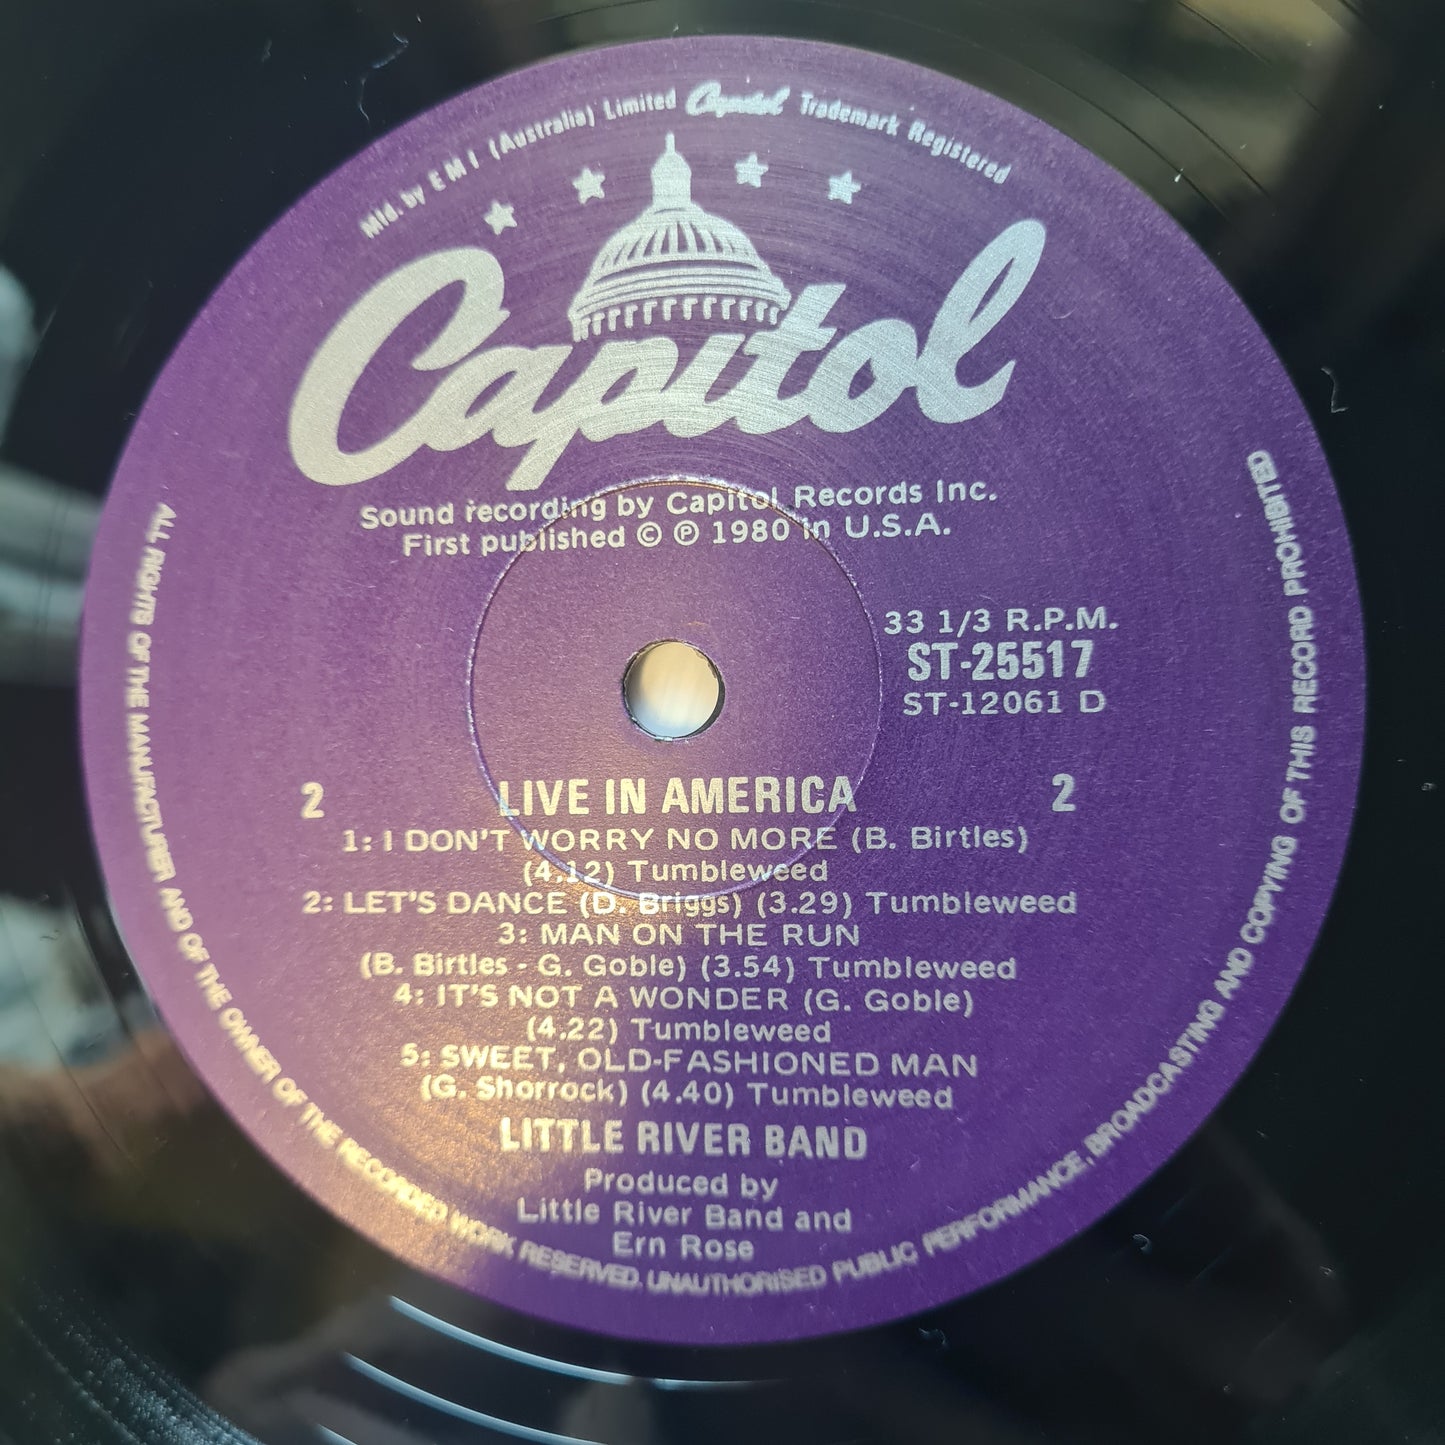 Mfd. by E M I (Australia) Limited Capitol Trademark Registered
Capitol
Sound recording by Capitol Records Inc.
First published © ℗ 1980 in U.S.A.
33 1/3 R.P.M.
ST-25517
ST-12061 D
2 LIVE IN AMERICA 2
1: I DON'T WORRY NO MORE (B. Birtles)
(4.12) Tumbleweed
2: LET'S DANCE (D. Briggs) (3.29) Tumbleweed
3: MAN ON THE RUN
(B. Birtles - G. Goble) (3.54) Tumbleweed
4: IT'S NOT A WONDER (G. Goble)
(4.22) Tumbleweed
5: SWEET, OLD-FASHIONED MAN
(G. Shorrock) (4.40) Tumbleweed
LITTLE RIVER BAND
Produced by
Little River Band and
Ern Rose
ALL RIGHTS OF THE MANUFACTURER AND OF THE OWNER OF THE RECORDED WORK RESERVED. UNAUTHORISED PUBLIC PERFORMANCE, BROADCASTING AND COPYING OF THIS RECORD PROHIBITED